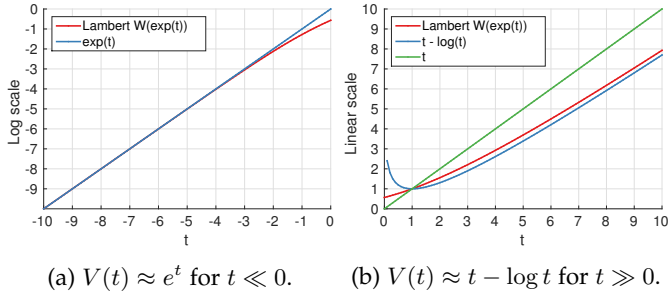 0
-1
-2
-3
-4
-5
-6
-7
-8
-9
Log scale
Lambert W(exp(t))
exp(t)
-10 -9 -8 -7 -6 -5 -4 -3 -2 -1 0
t
10
9
8
7
6
5
4
3
2
1
0
Linear scale
Lambert W(exp(t))
t - log(t)
t
0 1 2 3 4 5 6 7 8 9 10
t
(a) V(t) ≈ e^t for t ≪ 0.
(b) V(t) ≈ t − log t for t ≫ 0.